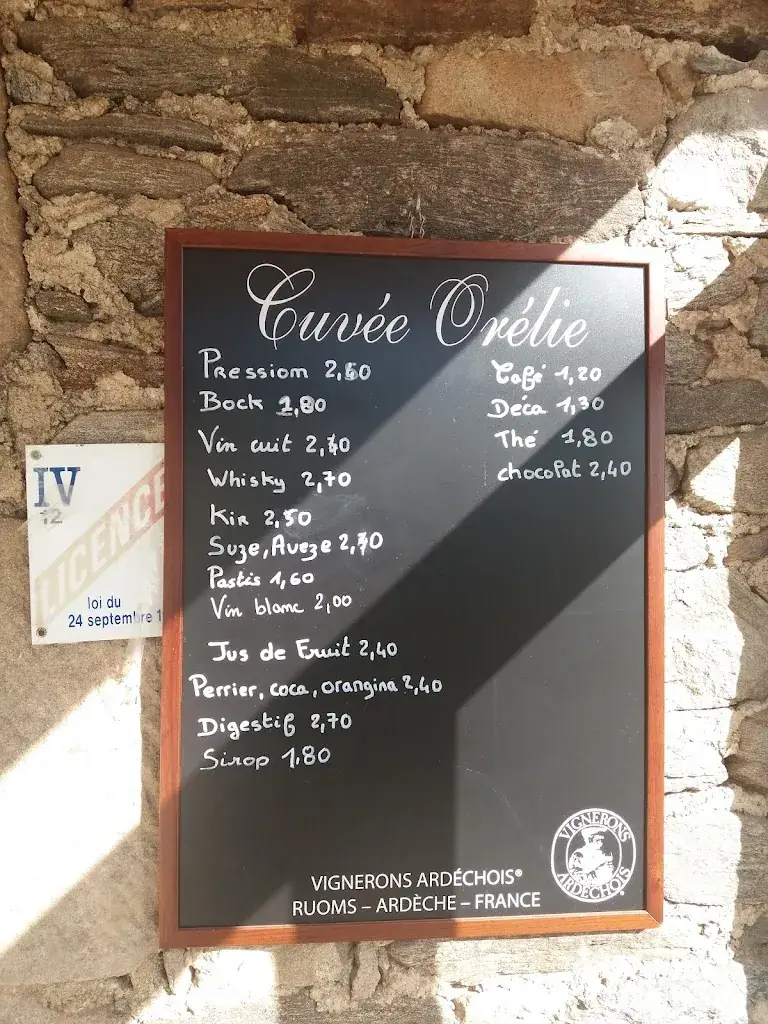 Cuvée Orélie
Pression 2,60
Bock 1,80
Vin cuit 2,70
Whisky 2,70
Kir 2,50
Suze, Aveze 2,70
Pastis 1,60
Vin blanc 2,00
Jus de Fruit 2,40
Perrier, coca, orangina 2,40
Digestif 2,70
Sirop 1.80
Café 1,20
Déca 1,30
Thé 1,80
chocolat 2,40
VIGNERONS ARDÉCHOIS®
RUOMS – ARDÈCHE – FRANCE
VIGNERONS
ARDÉCHOIS
IV
12
LICENCE
loi du
24 septembre 1